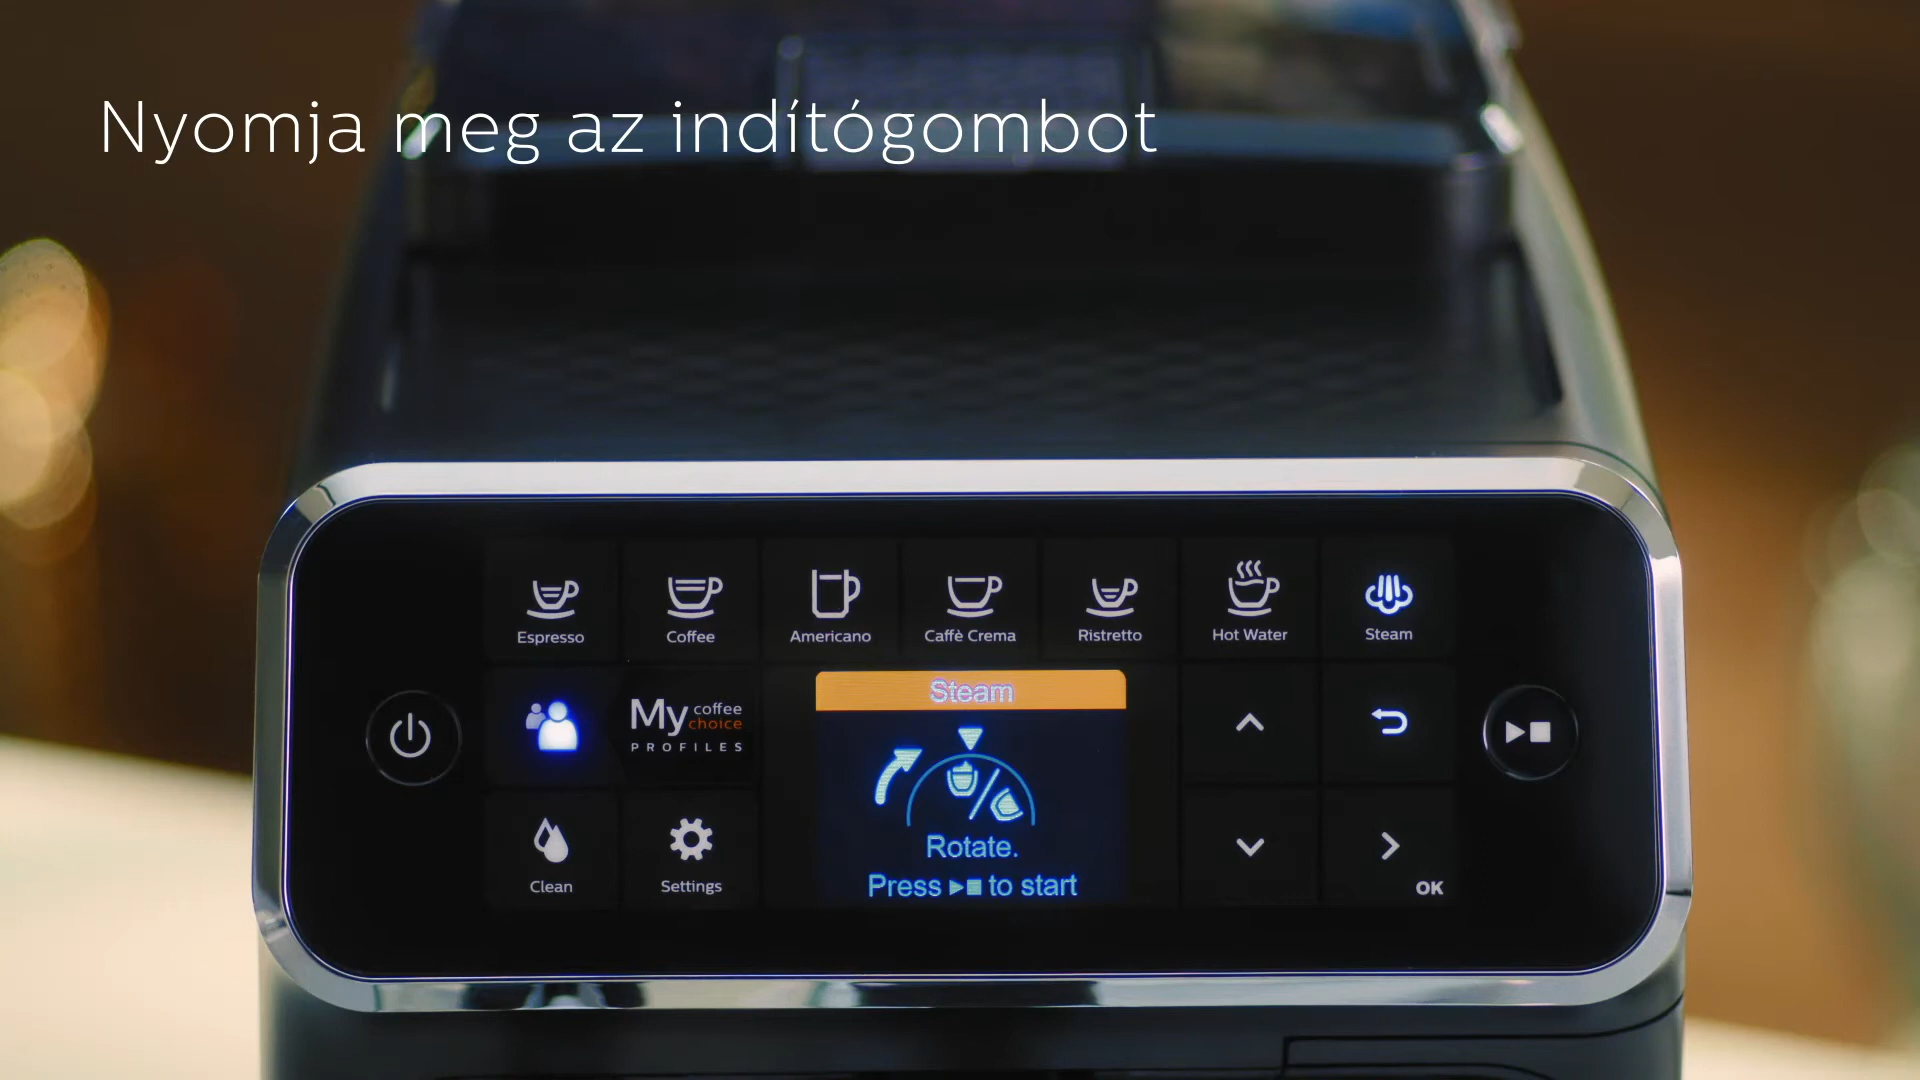 Nyomja meg az indítógombot
Espresso
Coffee
Americano
Caffè Crema
Ristretto
Hot Water
Steam
My coffee choice
PROFILES
Steam
Rotate.
Press ▶■ to start
Clean
Settings
OK